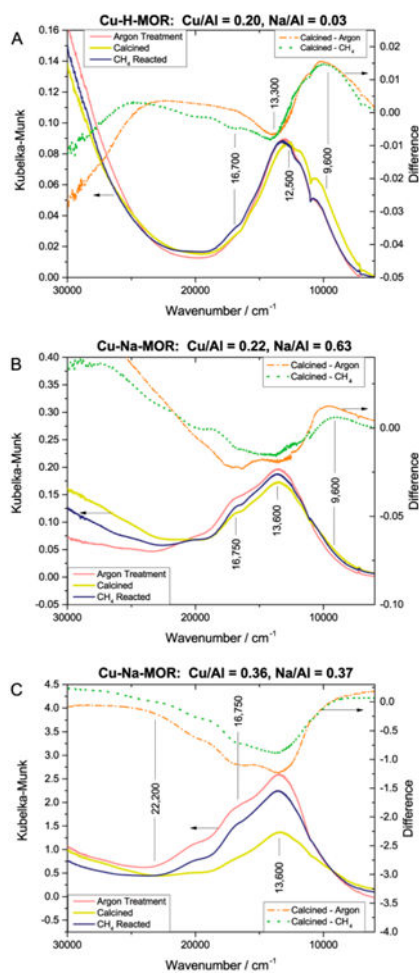 Cu-H-MOR: Cu/Al = 0.20, Na/Al = 0.03
A
Argon Treatment
Calcined
CH4 Reacted
Calcined - Argon
Calcined - CH4
0.16
0.14
0.12
0.10
0.08
0.06
0.04
0.02
0.00
Kubelka-Munk
0.02
0.01
0.00
-0.01
-0.02
-0.03
-0.04
-0.05
Difference
13,300
16,700
12,500
9,600
30000
20000
10000
Wavenumber / cm-1
Cu-Na-MOR: Cu/Al = 0.22, Na/Al = 0.63
B
Calcined - Argon
Calcined - CH4
0.40
0.35
0.30
0.25
0.20
0.15
0.10
0.05
0.00
-0.05
Kubelka-Munk
0.00
-0.05
-0.10
Difference
16,750
13,600
9,600
Argon Treatment
Calcined
CH4 Reacted
30000
20000
10000
Wavenumber / cm-1
Cu-Na-MOR: Cu/Al = 0.36, Na/Al = 0.37
C
4.5
4.0
3.5
3.0
2.5
2.0
1.5
1.0
0.5
0.0
Kubelka-Munk
0.0
-0.5
-1.0
-1.5
-2.0
-2.5
-3.0
-3.5
-4.0
Difference
22,200
16,750
13,600
Argon Treatment
Calcined
CH4 Reacted
Calcined - Argon
Calcined - CH4
30000
20000
10000
Wavenumber / cm-1